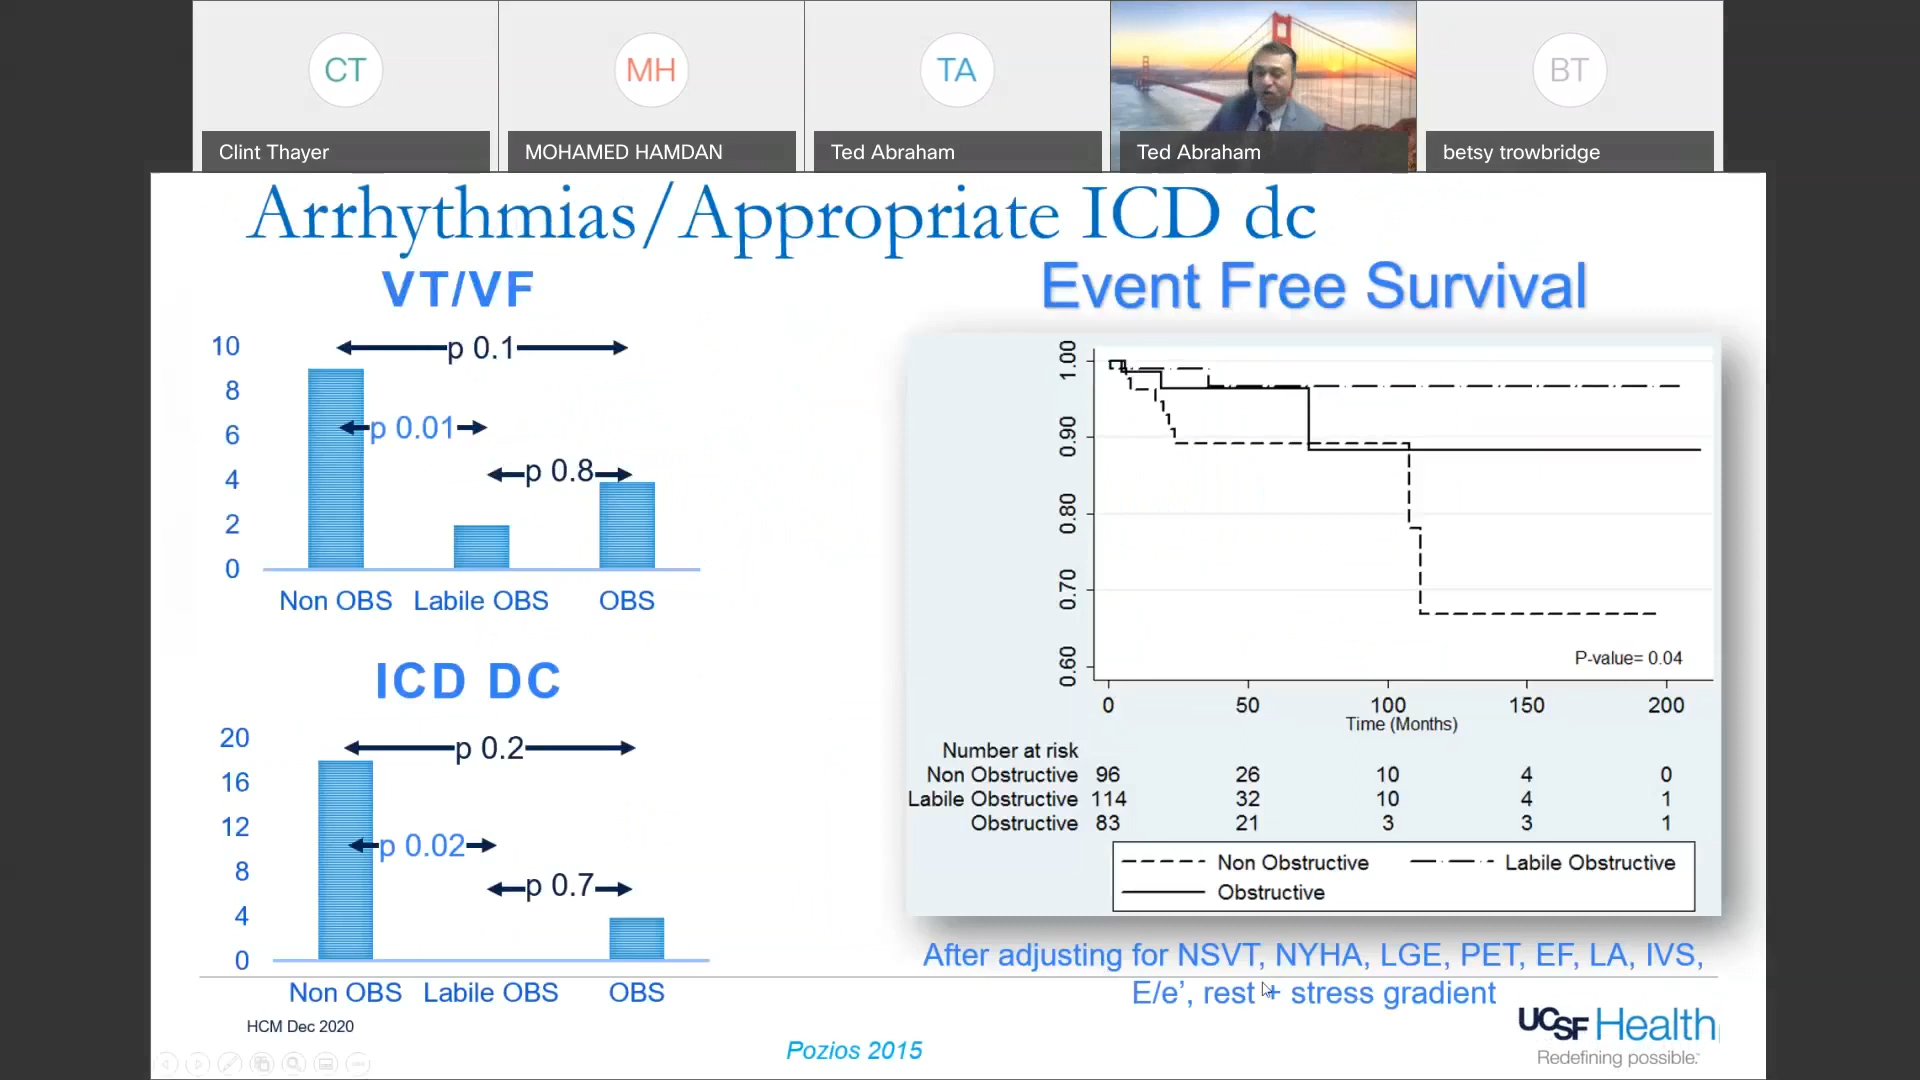 CT
MH
TA
BT
Clint Thayer
MOHAMED HAMDAN
Ted Abraham
Ted Abraham
betsy trowbridge
Arrhythmias/Appropriate ICD dc
VT/VF
10
8
6
4
2
0
p 0.1
p 0.01
p 0.8
Non OBS Labile OBS OBS
ICD DC
20
16
12
8
4
0
p 0.2
p 0.02
p 0.7
Non OBS Labile OBS OBS
Event Free Survival
1.00
0.90
0.80
0.70
0.60
P-value= 0.04
0 50 100 150 200
Time (Months)
Number at risk
Non Obstructive 96 26 10 4 0
Labile Obstructive 114 32 10 4 1
Obstructive 83 21 3 3 1
Non Obstructive Labile Obstructive
Obstructive
After adjusting for NSVT, NYHA, LGE, PET, EF, LA, IVS,
E/e’, rest + stress gradient
HCM Dec 2020
Pozios 2015
UCSF Health
Redefining possible.™